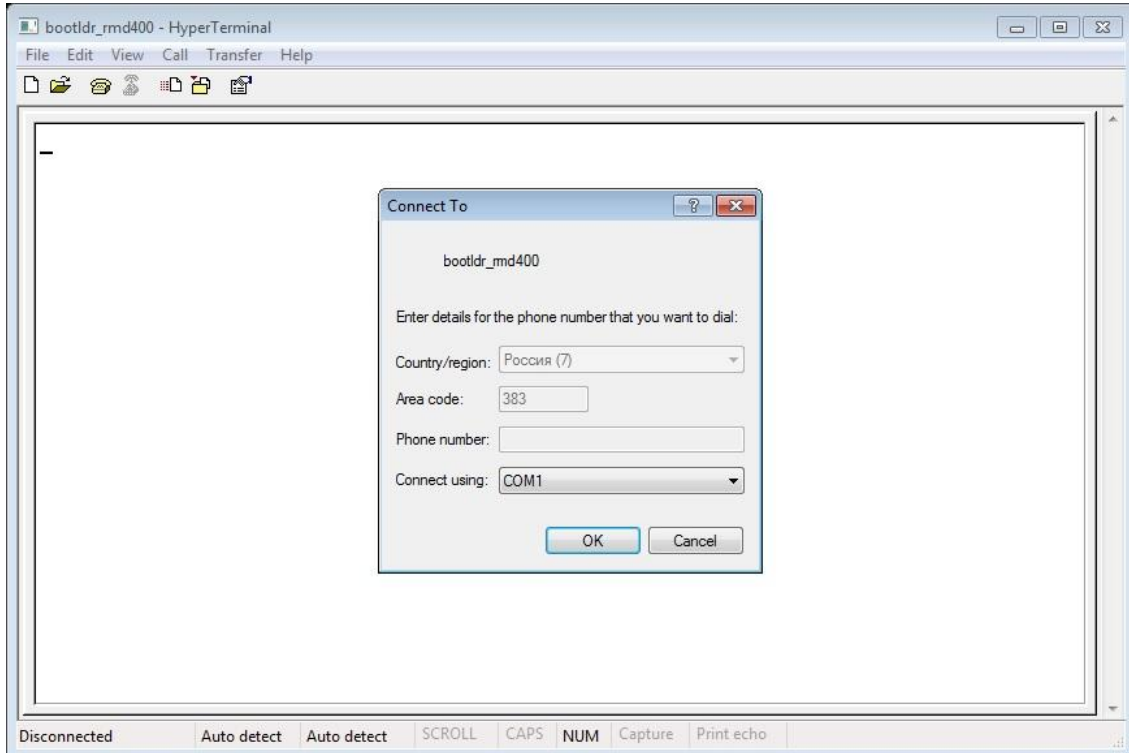 bootldr_rmd400 - HyperTerminal
File Edit View Call Transfer Help
Connect To
bootldr_rmd400
Enter details for the phone number that you want to dial:
Country/region: Россия (7)
Area code: 383
Phone number:
Connect using: COM1
OK Cancel
Disconnected Auto detect Auto detect SCROLL CAPS NUM Capture Print echo